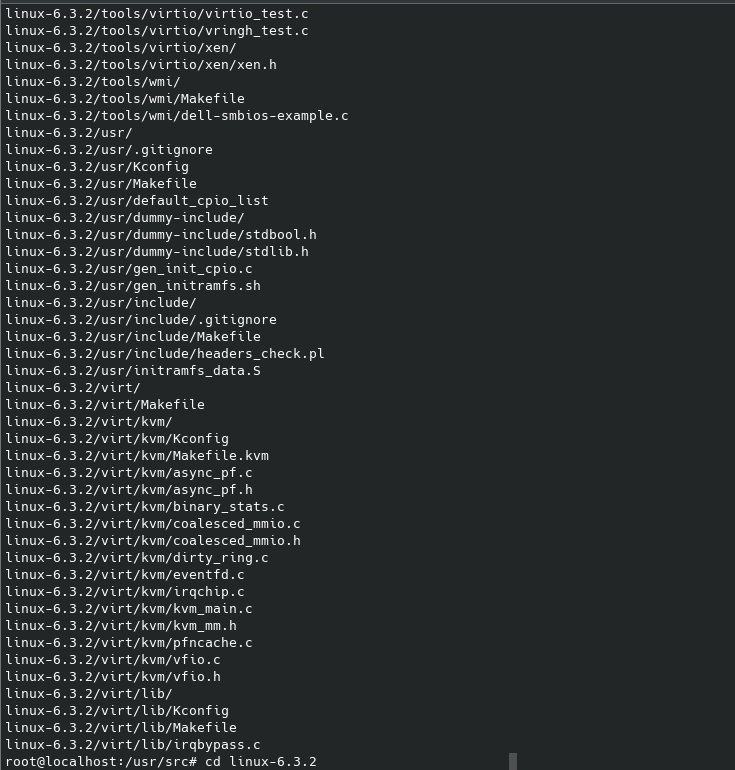 linux-6.3.2/tools/virtio/virtio_test.c
linux-6.3.2/tools/virtio/vringh_test.c
linux-6.3.2/tools/virtio/xen/
linux-6.3.2/tools/virtio/xen/xen.h
linux-6.3.2/tools/wmi/
linux-6.3.2/tools/wmi/Makefile
linux-6.3.2/tools/wmi/dell-smbios-example.c
linux-6.3.2/usr/
linux-6.3.2/usr/.gitignore
linux-6.3.2/usr/Kconfig
linux-6.3.2/usr/Makefile
linux-6.3.2/usr/default_cpio_list
linux-6.3.2/usr/dummy-include/
linux-6.3.2/usr/dummy-include/stdbool.h
linux-6.3.2/usr/dummy-include/stdlib.h
linux-6.3.2/usr/gen_init_cpio.c
linux-6.3.2/usr/gen_initramfs.sh
linux-6.3.2/usr/include/
linux-6.3.2/usr/include/.gitignore
linux-6.3.2/usr/include/Makefile
linux-6.3.2/usr/include/headers_check.pl
linux-6.3.2/usr/initramfs_data.S
linux-6.3.2/virt/
linux-6.3.2/virt/Makefile
linux-6.3.2/virt/kvm/
linux-6.3.2/virt/kvm/Kconfig
linux-6.3.2/virt/kvm/Makefile.kvm
linux-6.3.2/virt/kvm/async_pf.c
linux-6.3.2/virt/kvm/async_pf.h
linux-6.3.2/virt/kvm/binary_stats.c
linux-6.3.2/virt/kvm/coalesced_mmio.c
linux-6.3.2/virt/kvm/coalesced_mmio.h
linux-6.3.2/virt/kvm/dirty_ring.c
linux-6.3.2/virt/kvm/eventfd.c
linux-6.3.2/virt/kvm/irqchip.c
linux-6.3.2/virt/kvm/kvm_main.c
linux-6.3.2/virt/kvm/kvm_mm.h
linux-6.3.2/virt/kvm/pfncache.c
linux-6.3.2/virt/kvm/vfio.c
linux-6.3.2/virt/kvm/vfio.h
linux-6.3.2/virt/lib/
linux-6.3.2/virt/lib/Kconfig
linux-6.3.2/virt/lib/Makefile
linux-6.3.2/virt/lib/irqbypass.c
root@localhost:/usr/src# cd linux-6.3.2